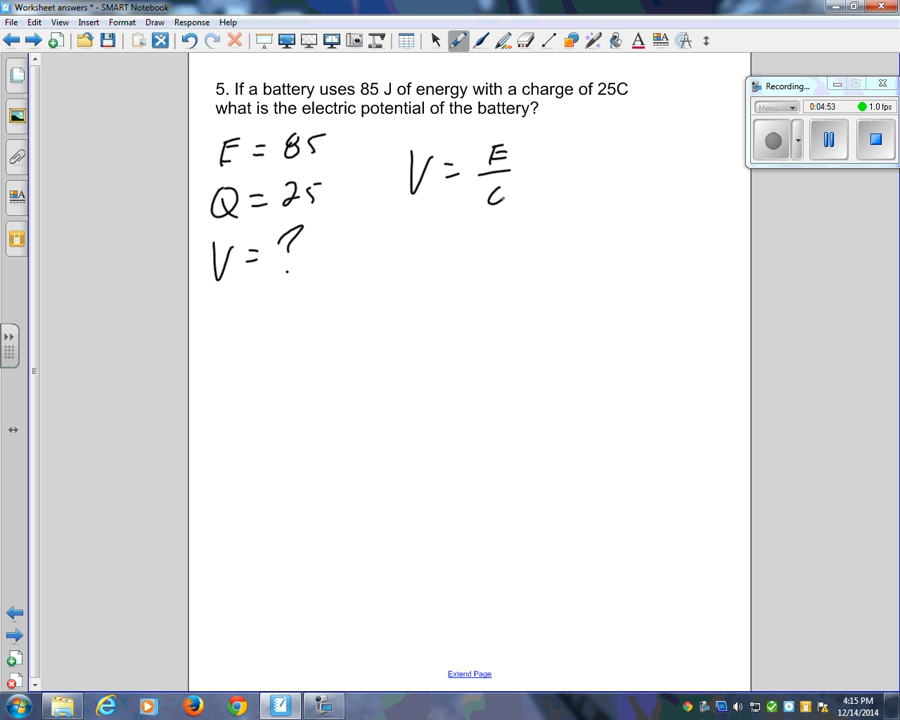 Worksheet answers * - SMART Notebook
File Edit View Insert Format Draw Response Help
5. If a battery uses 85 J of energy with a charge of 25C
what is the electric potential of the battery?
E = 85
Q = 25
V = ?
V = E
C
Recording...
Menu 0:04:53 1.0 fps
Extend Page
4:15 PM
12/14/2014